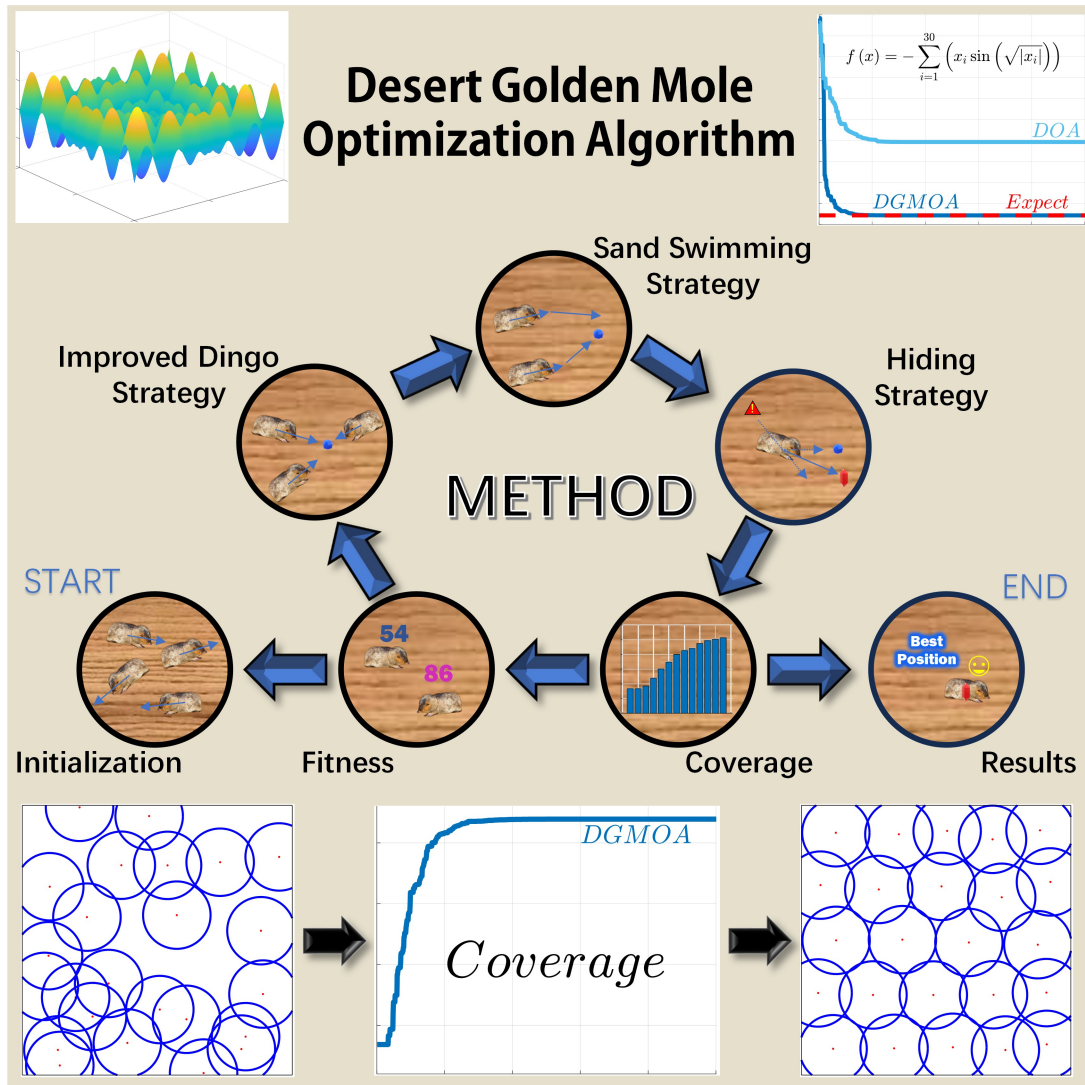 Desert Golden Mole
Optimization Algorithm
f (x) = −∑_{i=1}^{30} (x_i sin (√|x_i|))
DOA
DGMOA
Expect
Sand Swimming
Strategy
Improved Dingo
Strategy
Hiding
Strategy
METHOD
START
END
54
86
Best
Position
Initialization
Fitness
Coverage
Results
DGMOA
Coverage